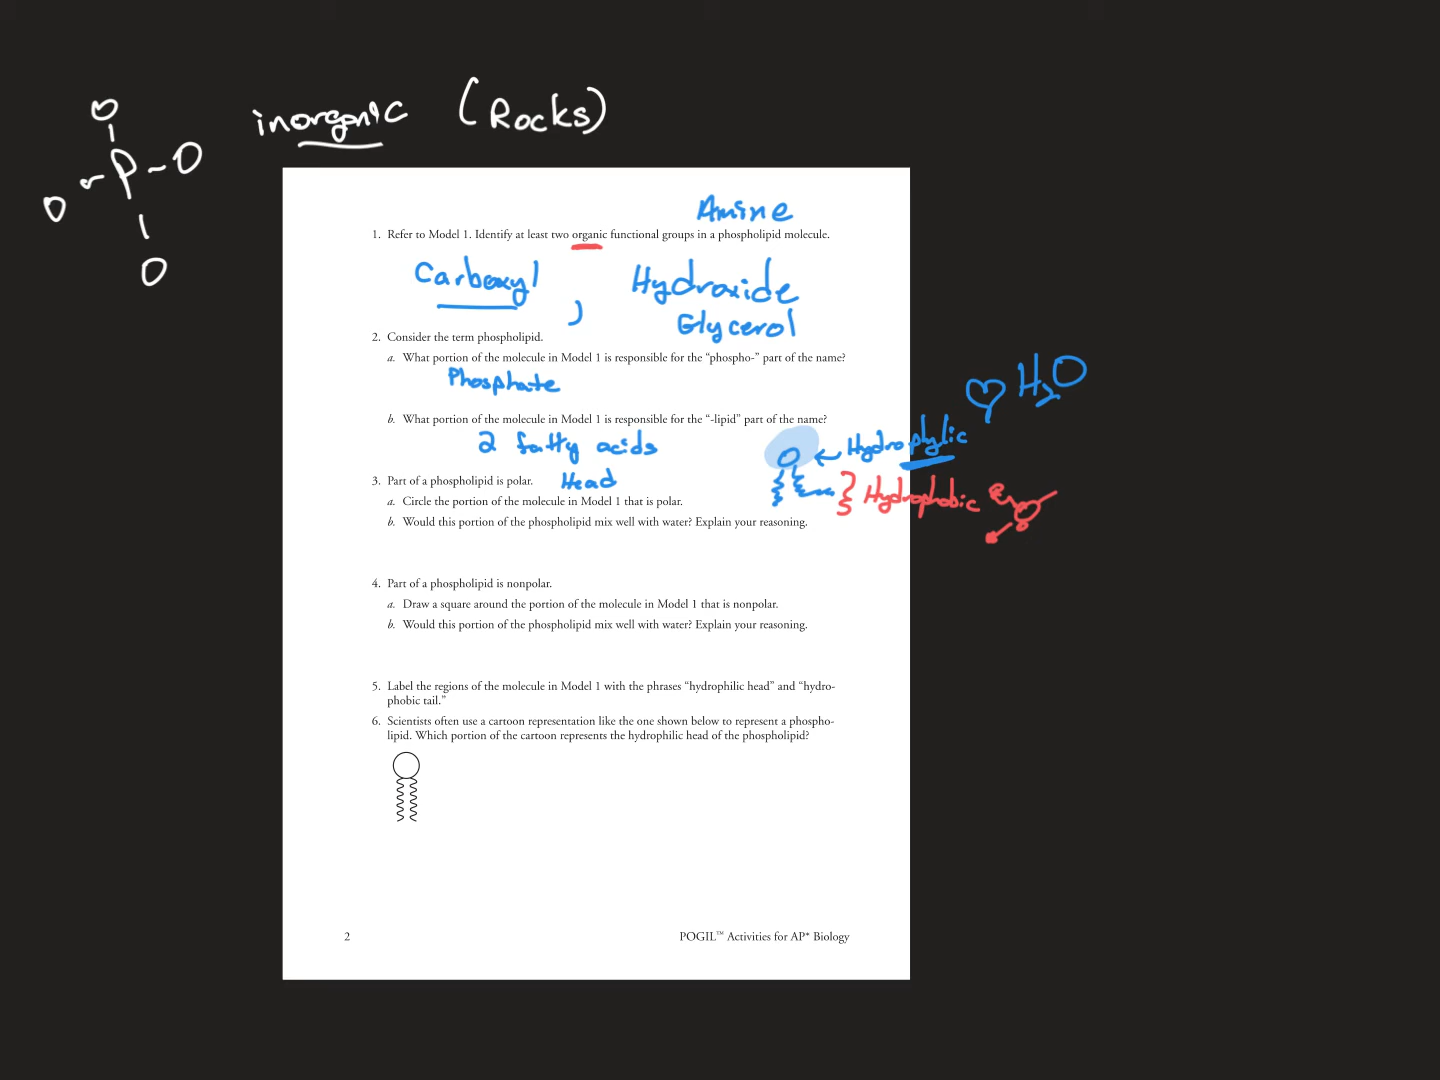 inorganic (Rocks)
O
O - P - O
O
Amine
1. Refer to Model 1. Identify at least two organic functional groups in a phospholipid molecule.
Carboxyl , Hydroxide
Glycerol
2. Consider the term phospholipid.
a. What portion of the molecule in Model 1 is responsible for the “phospho-” part of the name?
Phosphate
b. What portion of the molecule in Model 1 is responsible for the “-lipid” part of the name?
2 fatty acids
Hydrophylic
H2O
3. Part of a phospholipid is polar.
Head
Hydrophobic
a. Circle the portion of the molecule in Model 1 that is polar.
b. Would this portion of the phospholipid mix well with water? Explain your reasoning.
4. Part of a phospholipid is nonpolar.
a. Draw a square around the portion of the molecule in Model 1 that is nonpolar.
b. Would this portion of the phospholipid mix well with water? Explain your reasoning.
5. Label the regions of the molecule in Model 1 with the phrases “hydrophilic head” and “hydro-
phobic tail.”
6. Scientists often use a cartoon representation like the one shown below to represent a phospho-
lipid. Which portion of the cartoon represents the hydrophilic head of the phospholipid?
2
POGIL™ Activities for AP* Biology